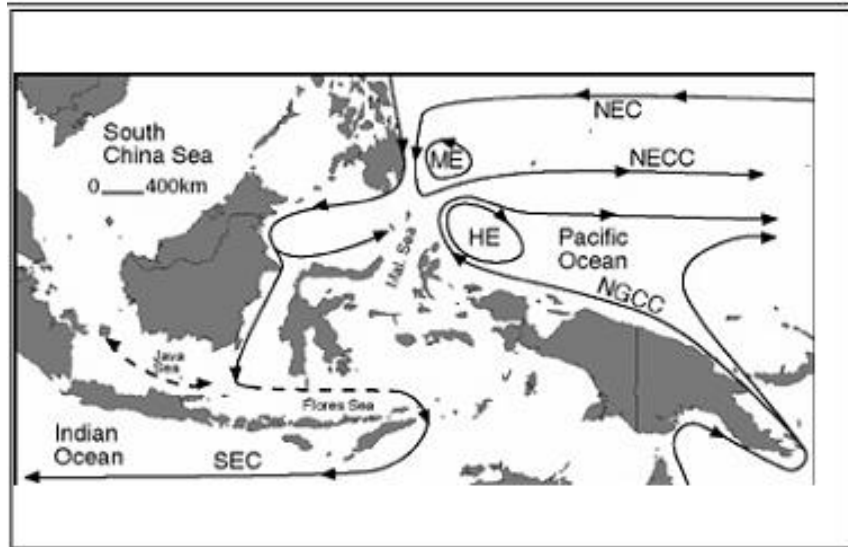 NEC
South
China Sea
ME
NECC
0 400km
HE
Pacific
Ocean
Mal. Sea
NGCC
Java
Sea
Flores Sea
Indian
Ocean
SEC